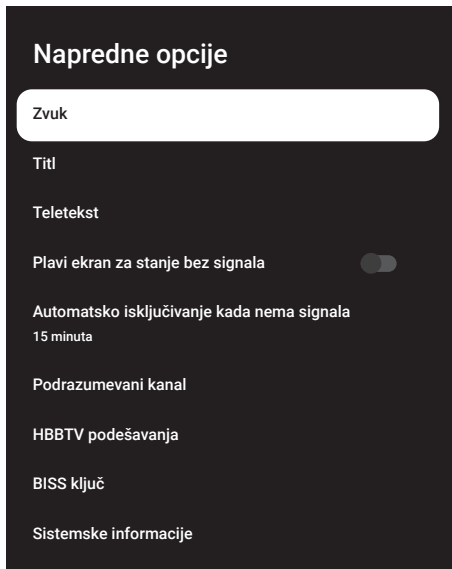 Napredne opcije
Zvuk
Titl
Teletekst
Plavi ekran za stanje bez signala
Automatsko isključivanje kada nema signala
15 minuta
Podrazumevani kanal
HBBTV podešavanja
BISS ključ
Sistemske informacije